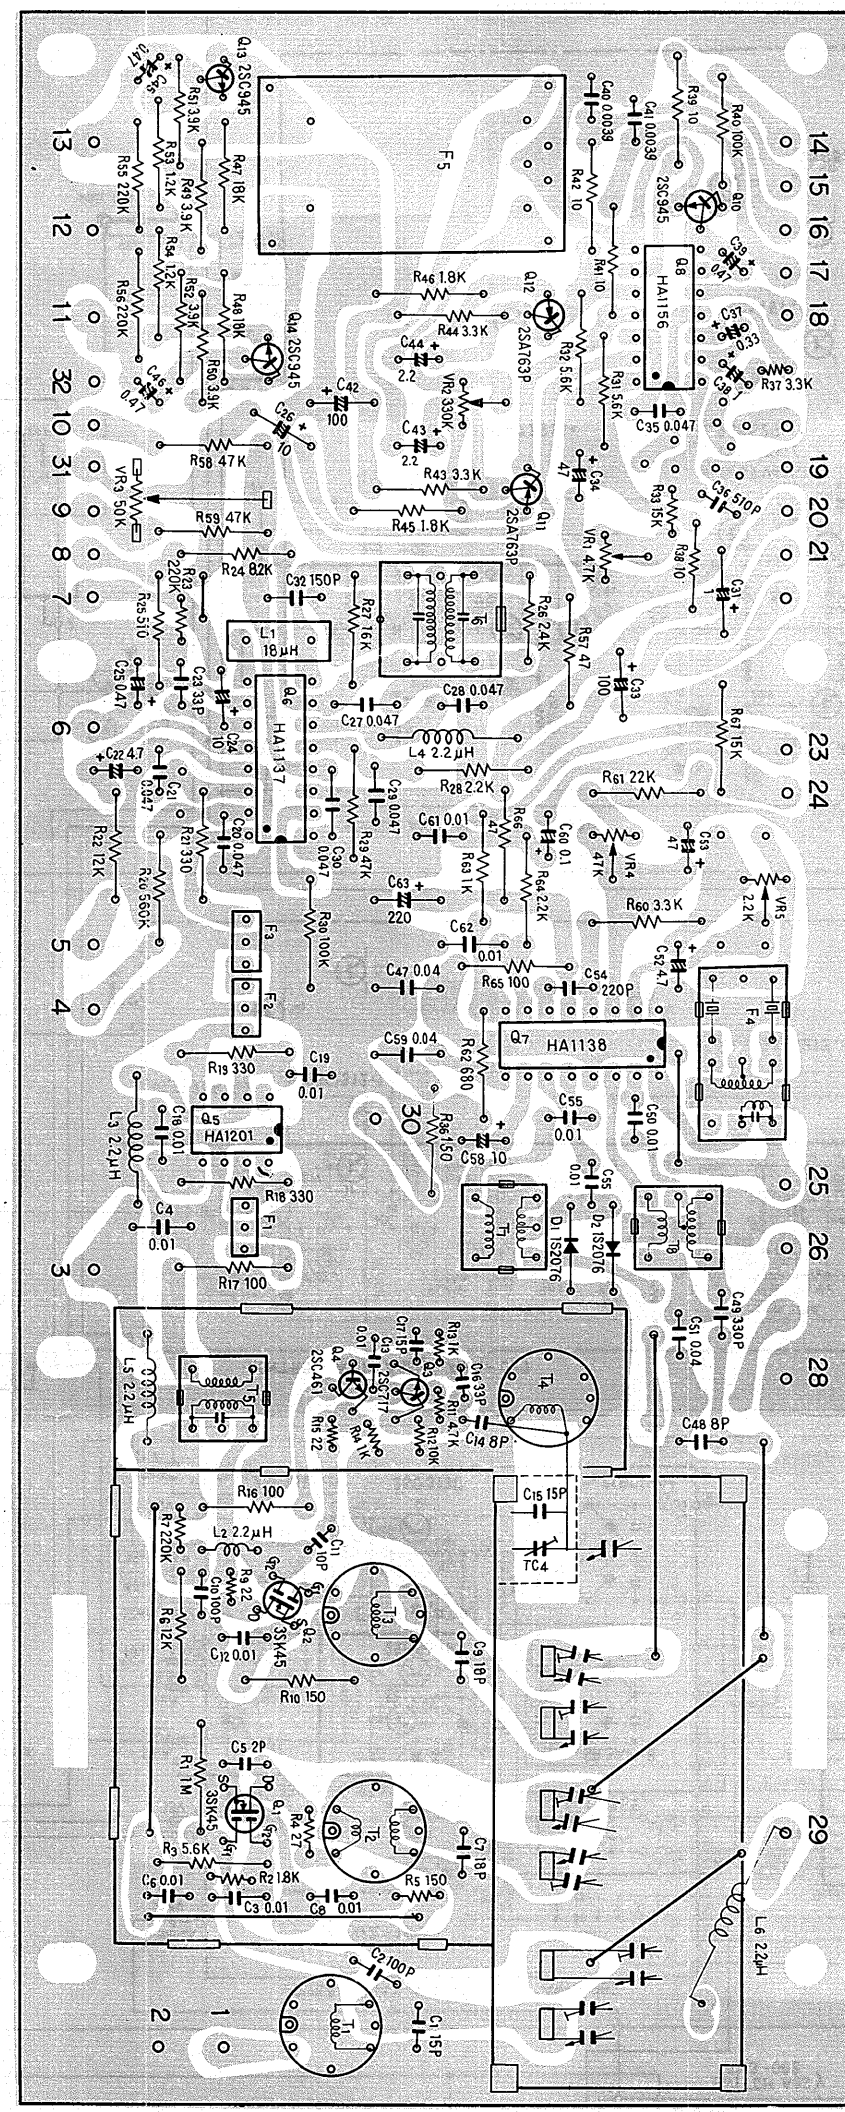 C45 0.47
Q13 2SC945
R51 3.9K
R53 1.2K
R55 220K
R49 3.9K
R47 18K
13
12
11
32
10
31
9
8
7
6
5
4
3
F5
C40 0.0039
C41 0.0039
R39 10
R40 100K
R42 10
R41 10
2SC945
Q10
14
15
16
17
18
19
20
21
23
24
25
26
28
29
R54 1.2K
R56 220K
R52 3.9K
R50 3.9K
R48 18K
Q14 2SC945
C46 0.47
R46 1.8K
R44 3.3K
Q12
2SA763P
C44
2.2
VR2 330K
C42
100
C43
2.2
C26
10
R32 5.6K
R31 5.6K
Q8
HA1156
C39
0.47
C37
0.33
C38 1
R37 3.3K
C35 0.047
R58 47K
VR3 50K
R59 47K
R43 3.3K
R45 1.8K
Q11
2SA763P
C34
47
VR1 4.7K
R33 15K
C36 510P
R38 10
C31
1
R24 8.2K
R23
220K
R25 510
C32 150P
L1
18μH
R27 16K
T6
R26 2.4K
R57 47
C33
100
C25 0.47
C23 33P
C24
10
Q6
HA1137
C28 0.047
C27 0.047
L4 2.2μH
R28 2.2K
R67 15K
R61 22K
C22 4.7
C21
0.047
R22 12K
R20 560K
R21 330
C20 0.047
C30
0.047
R29 47K
C29 0.047
C61 0.01
R63 1K
R66
47
R64 2.2K
C60 0.1
VR4
47K
C53
47
VR5
2.2K
R60 3.3K
C52 4.7
C63
220
R30 100K
C62
0.01
R65 100
C54
220P
F3
F2
C47 0.04
C59 0.04
R62 680
Q7
HA1138
F4
R19 330
C19
0.01
Q5
HA1201
C18 0.01
L3 2.2μH
R18 330
30
R36 150
C58 10
C55
0.01
C50 0.01
C55
0.01
C4
0.01
F1
R17 100
T7
D1 1S2076
D2 1S2076
T8
C49 330P
C51 0.04
C48 8P
L5 2.2μH
T5
Q4
2SC461
C13
0.01
C17 15P
2SC717
Q3
R13 1K
C16 33P
R11 4.7K
R12 10K
R15 22
R14 1K
C14 8P
T4
R16 100
R7 220K
L2 2.2μH
C11
10P
C15 15P
TC4
R6 12K
C10 100P
R9 22
G2
G1
D
S
Q2
3SK45
T3
C12 0.01
R10 150
C9 18P
C5 2P
R1 1M
3SK45
S
D
Q1
G1
G2
R4 27
T2
C7 18P
R3 5.6K
R2 1.8K
R5 150
C6 0.01
C3 0.01
C8 0.01
L6 2.2μH
C2 100P
T1
C1 15P
2
1